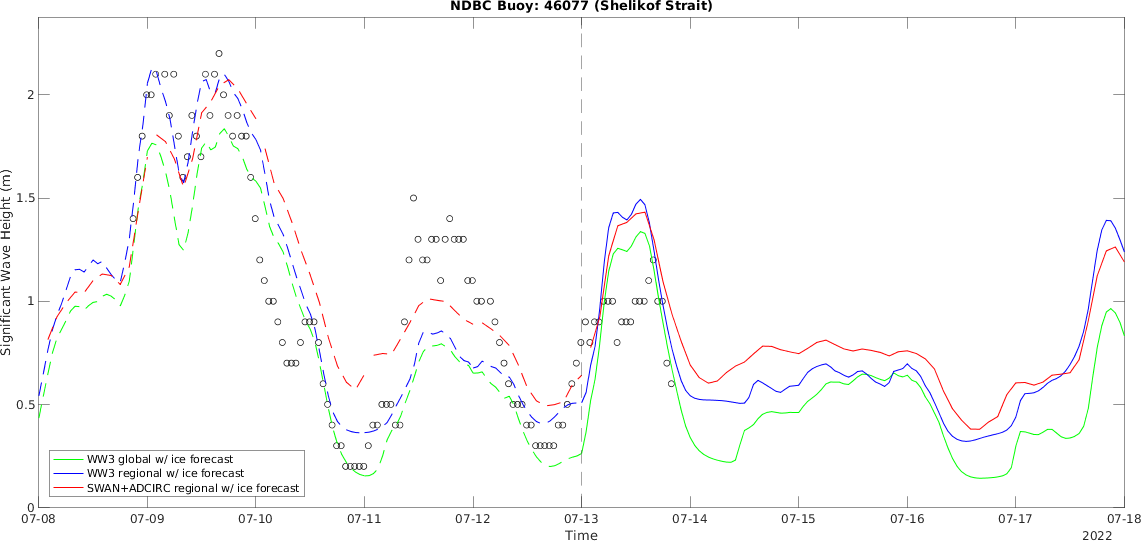 NDBC Buoy: 46077 (Shelikof Strait)
Significant Wave Height (m)
2
1.5
1
0.5
0
WW3 global w/ ice forecast
WW3 regional w/ ice forecast
SWAN+ADCIRC regional w/ ice forecast
07-08 07-09 07-10 07-11 07-12 07-13 07-14 07-15 07-16 07-17 07-18
Time
2022